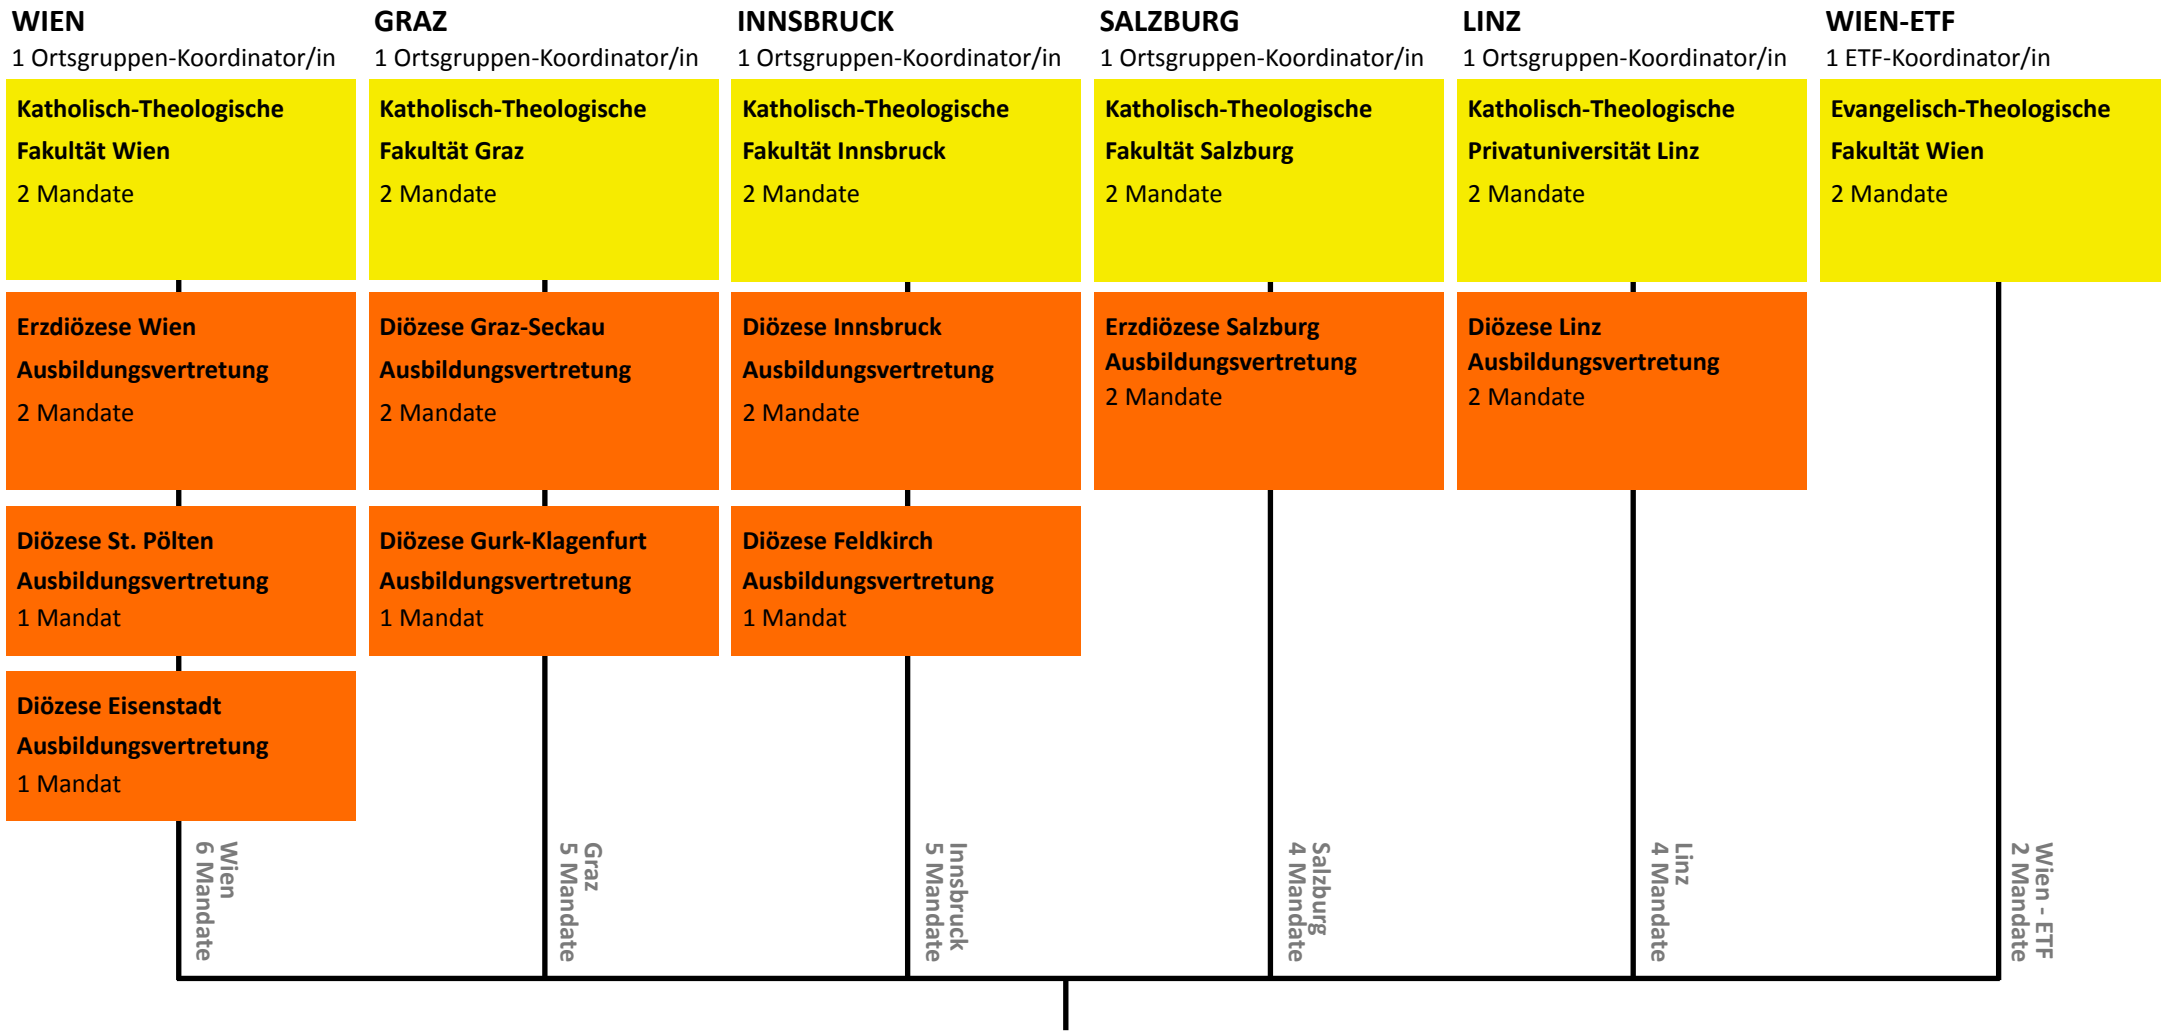 WIEN
1 Ortsgruppen-Koordinator/in
Katholisch-Theologische
Fakultät Wien
2 Mandate
Erzdiözese Wien
Ausbildungsvertretung
2 Mandate
Diözese St. Pölten
Ausbildungsvertretung
1 Mandat
Diözese Eisenstadt
Ausbildungsvertretung
1 Mandat
Wien
6 Mandate
GRAZ
1 Ortsgruppen-Koordinator/in
Katholisch-Theologische
Fakultät Graz
2 Mandate
Diözese Graz-Seckau
Ausbildungsvertretung
2 Mandate
Diözese Gurk-Klagenfurt
Ausbildungsvertretung
1 Mandat
Graz
5 Mandate
INNSBRUCK
1 Ortsgruppen-Koordinator/in
Katholisch-Theologische
Fakultät Innsbruck
2 Mandate
Diözese Innsbruck
Ausbildungsvertretung
2 Mandate
Diözese Feldkirch
Ausbildungsvertretung
1 Mandat
Innsbruck
5 Mandate
SALZBURG
1 Ortsgruppen-Koordinator/in
Katholisch-Theologische
Fakultät Salzburg
2 Mandate
Erzdiözese Salzburg
Ausbildungsvertretung
2 Mandate
Salzburg
4 Mandate
LINZ
1 Ortsgruppen-Koordinator/in
Katholisch-Theologische
Privatuniversität Linz
2 Mandate
Diözese Linz
Ausbildungsvertretung
2 Mandate
Linz
4 Mandate
WIEN-ETF
1 ETF-Koordinator/in
Evangelisch-Theologische
Fakultät Wien
2 Mandate
Wien - ETF
2 Mandate